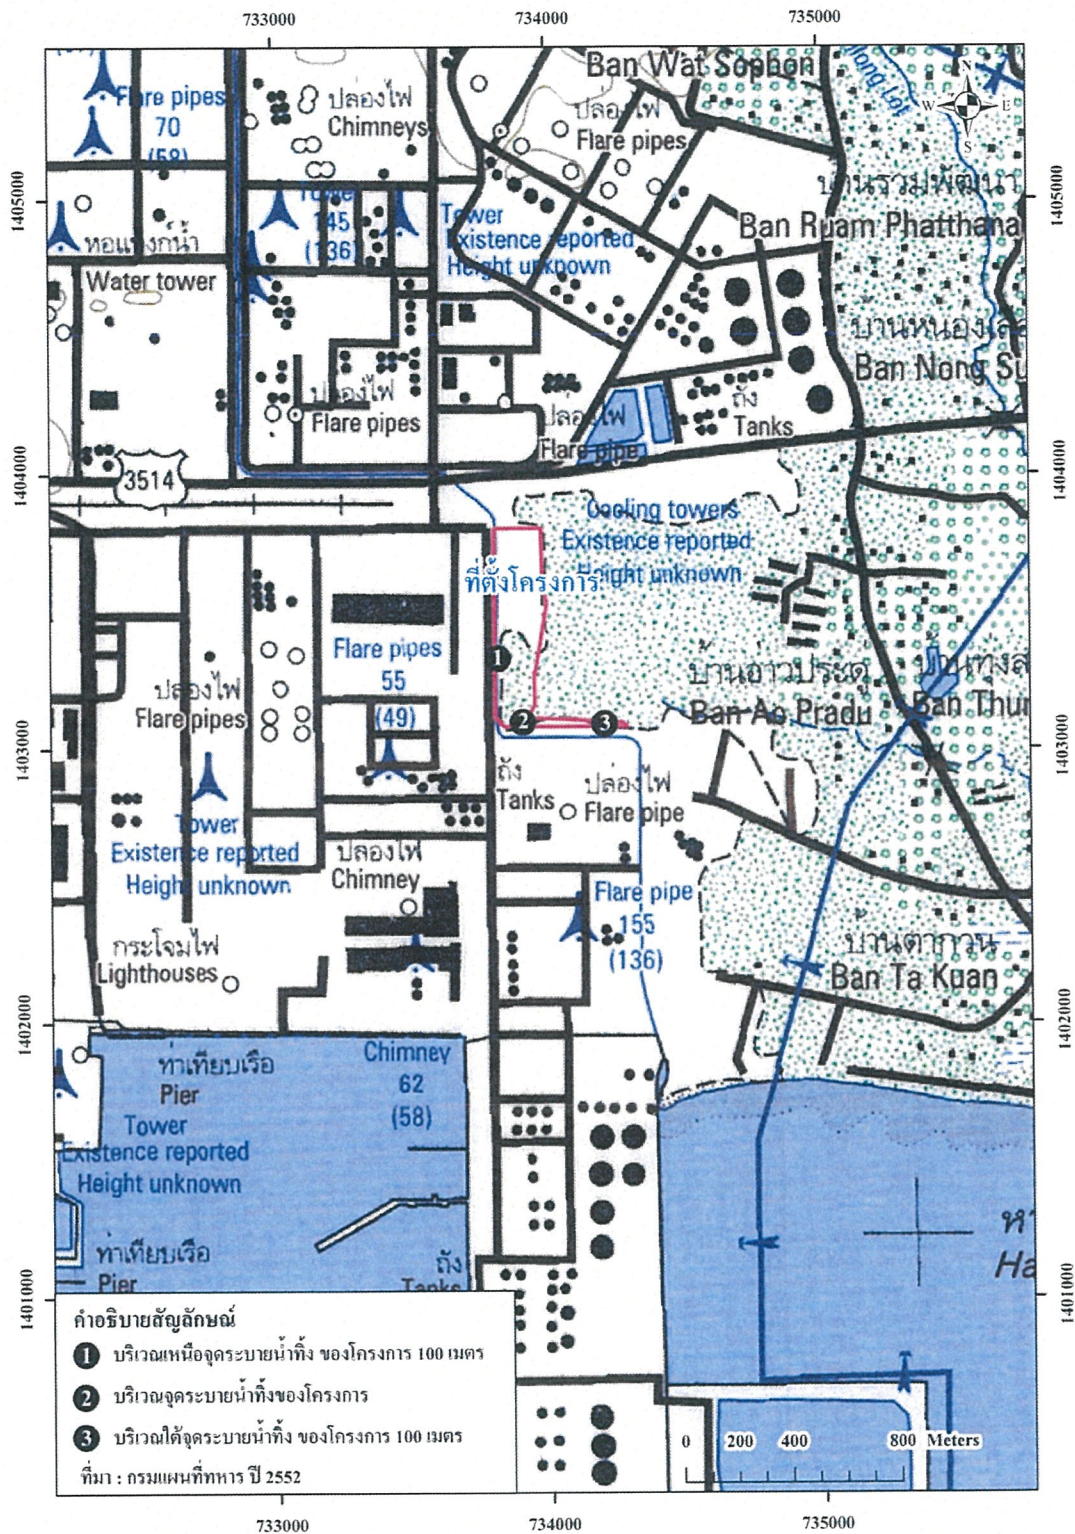 733000
734000
735000
Ban Wat Sophon
Flare pipes
70
(58)
ปล่องไฟ
Chimneys
ปล่องไฟ
Flare pipes
N
W
E
S
1405000
1405000
บ้านร่วมพัฒนา
Ban Ruam Phatthana
145
(136)
Tower
Existence reported
Height unknown
Water tower
Ban Nong Su
ปล่องไฟ
Flare pipes
ปล่องไฟ
Flare pipe
ถัง
Tanks
1404000
1404000
3514
Cooling towers
Existence reported
Height unknown
ที่ตั้งโครงการ
Flare pipes
55
(49)
1
ปล่องไฟ
Flare pipes
บ้านอ่าวประดู่
Ban Ao Pradu
Ban Thun
2
3
1403000
1403000
ถัง
Tanks
ปล่องไฟ
Flare pipe
Tower
Existence reported
Height unknown
ปล่องไฟ
Chimney
Flare pipe
155
(136)
กระโจมไฟ
Lighthouses
บ้านตากวน
Ban Ta Kuan
1402000
1402000
ท่าเทียบเรือ
Pier
Chimney
62
(58)
Tower
Existence reported
Height unknown
ท่าเทียบเรือ
Pier
ถัง
Tanks
หา
Ha
1401000
1401000
คำอธิบายสัญลักษณ์
1 บริเวณเหนือจุดระบายน้ำทิ้ง ของโครงการ 100 เมตร
2 บริเวณจุดระบายน้ำทิ้งของโครงการ
3 บริเวณใต้จุดระบายน้ำทิ้ง ของโครงการ 100 เมตร
ที่มา : กรมแผนที่ทหาร ปี 2552
0 200 400 800 Meters
733000
734000
735000